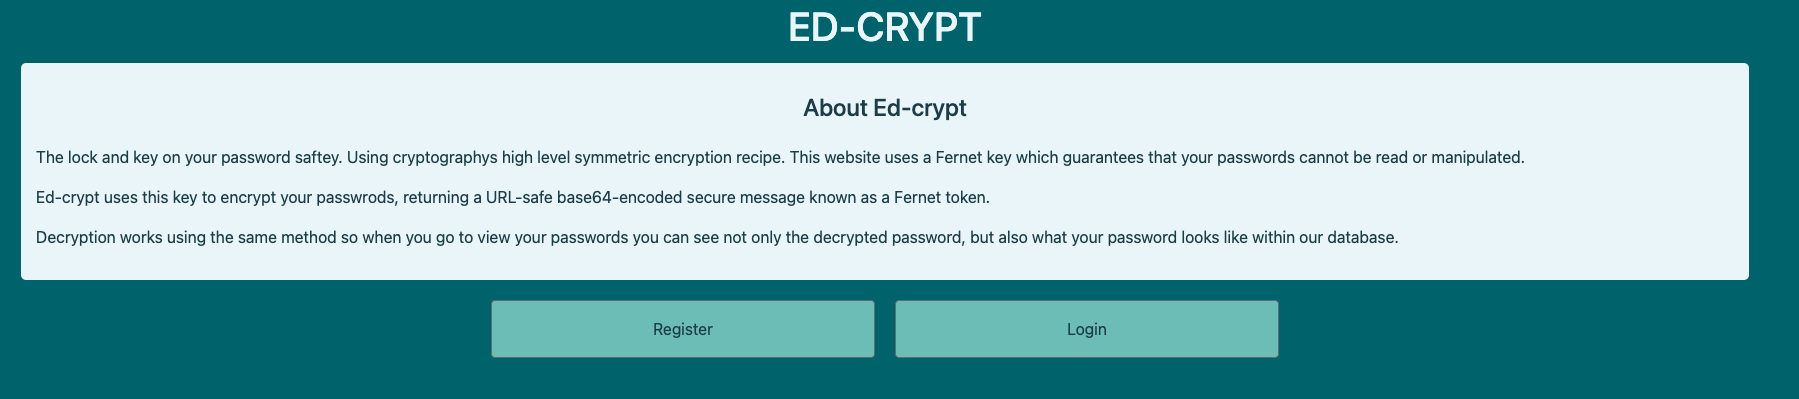 ED-CRYPT
About Ed-crypt
The lock and key on your password saftey. Using cryptographys high level symmetric encryption recipe. This website uses a Fernet key which guarantees that your passwords cannot be read or manipulated.
Ed-crypt uses this key to encrypt your passwrods, returning a URL-safe base64-encoded secure message known as a Fernet token.
Decryption works using the same method so when you go to view your passwords you can see not only the decrypted password, but also what your password looks like within our database.
Register
Login